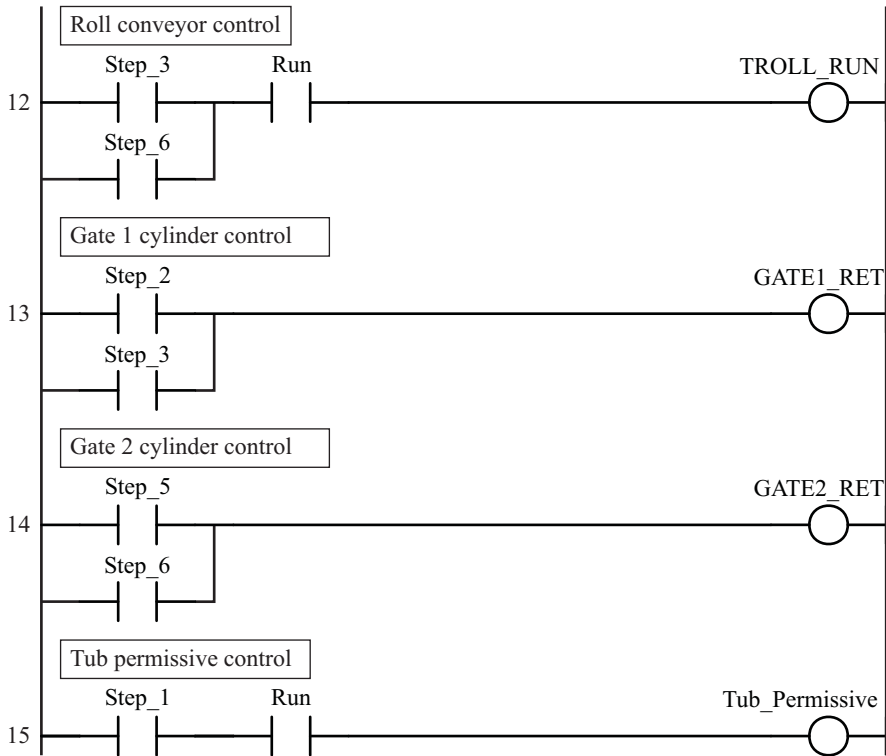 Roll conveyor control
Step_3 Run TROLL_RUN
12
Step_6
Gate 1 cylinder control
Step_2 GATE1_RET
13
Step_3
Gate 2 cylinder control
Step_5 GATE2_RET
14
Step_6
Tub permissive control
Step_1 Run Tub_Permissive
15